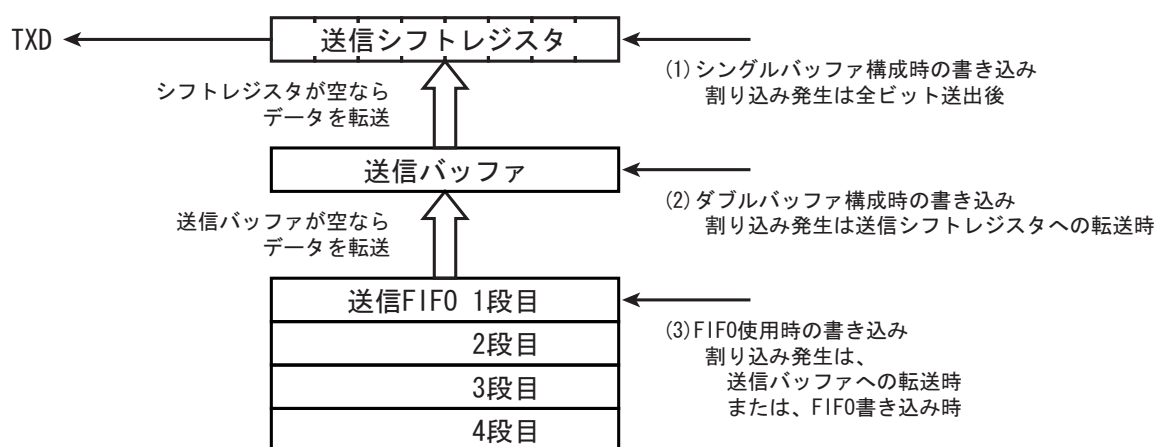 TXD
送信シフトレジスタ
(1)シングルバッファ構成時の書き込み
割り込み発生は全ビット送出後
シフトレジスタが空なら
データを転送
送信バッファ
(2)ダブルバッファ構成時の書き込み
割り込み発生は送信シフトレジスタへの転送時
送信バッファが空なら
データを転送
送信FIFO 1段目
2段目
3段目
4段目
(3)FIFO使用時の書き込み
割り込み発生は、
送信バッファへの転送時
または、FIFO書き込み時